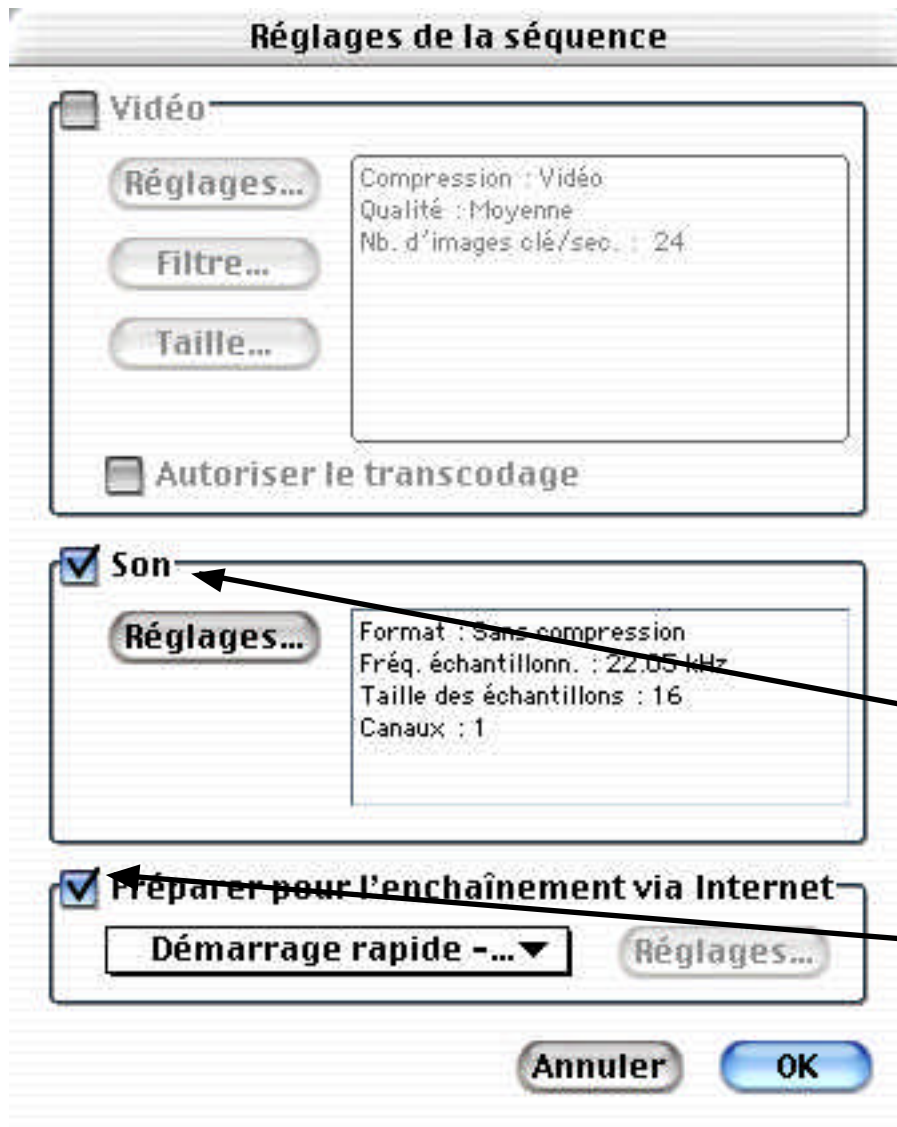 Réglages de la séquence
Vidéo
Réglages...
Compression : Vidéo
Qualité : Moyenne
Nb. d'images clé/sec. : 24
Filtre...
Taille...
Autoriser le transcodage
Son
Réglages...
Format : Sans compression
Fréq. échantillonn. : 22.05 kHz
Taille des échantillons : 16
Canaux : 1
Préparer pour l'enchaînement via Internet
Démarrage rapide -...
Réglages...
Annuler
OK